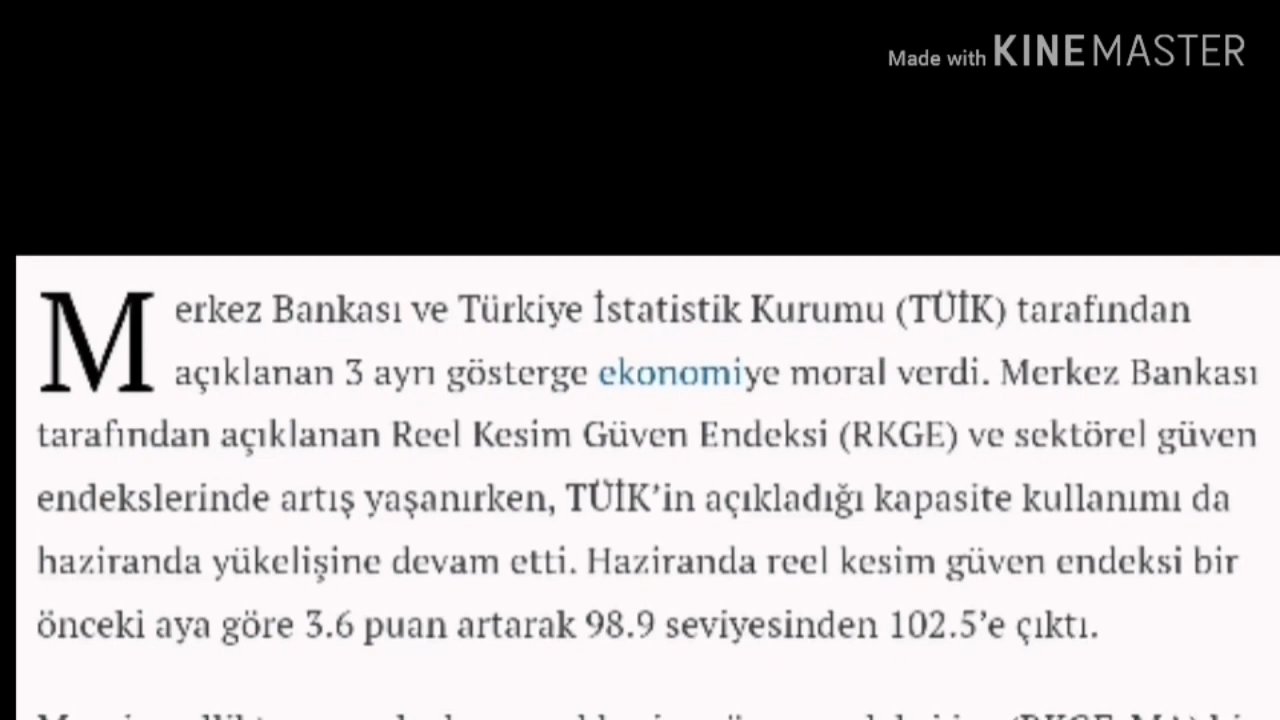 Made with KINEMASTER
Merkez Bankası ve Türkiye İstatistik Kurumu (TÜİK) tarafından
açıklanan 3 ayrı gösterge ekonomiye moral verdi. Merkez Bankası
tarafından açıklanan Reel Kesim Güven Endeksi (RKGE) ve sektörel güven
endekslerinde artış yaşanırken, TÜİK’in açıkladığı kapasite kullanımı da
haziranda yükelişine devam etti. Haziranda reel kesim güven endeksi bir
önceki aya göre 3.6 puan artarak 98.9 seviyesinden 102.5’e çıktı.